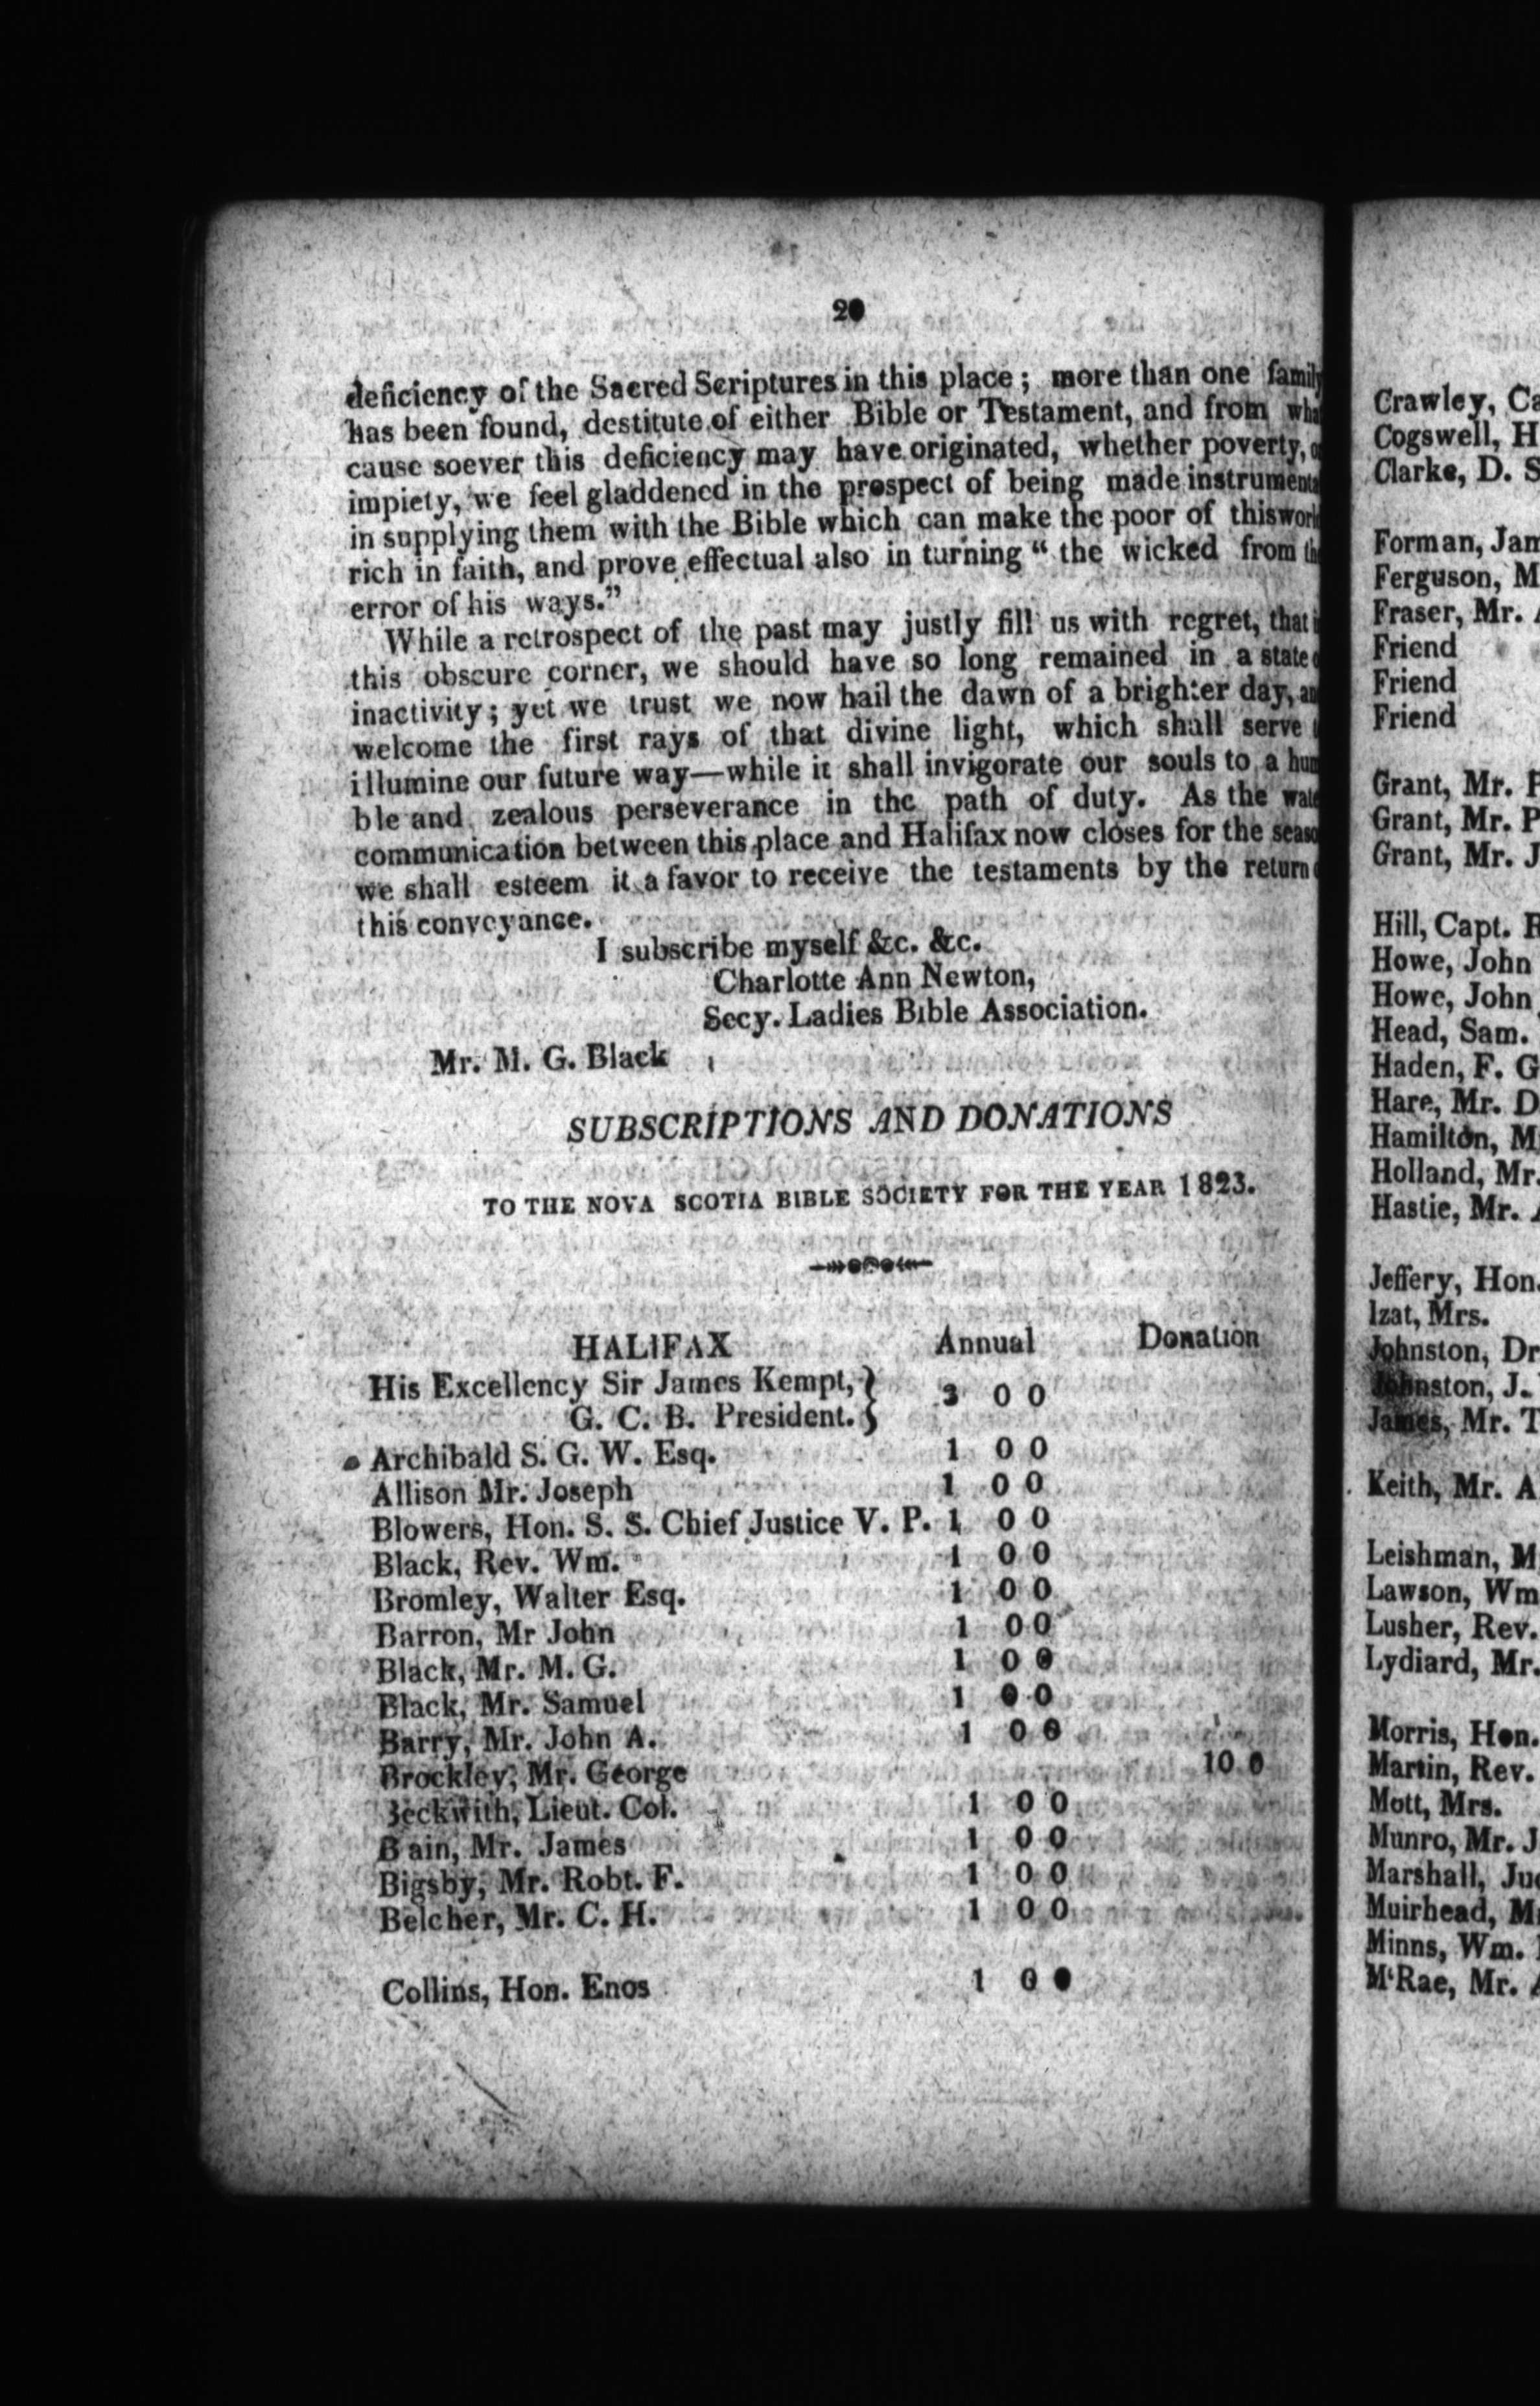 20
deficiency of the Sacred Scriptures in this place; more than one family
has been found, destitute of either Bible or Testament, and from what
cause soever this deficiency may have originated, whether poverty,
impiety, we feel gladdened in the prospect of being made instrumental
in supplying them with the Bible which can make the poor of thisworld
rich in faith, and prove effectual also in turning " the wicked from the
error of his ways."
While a retrospect of the past may justly fill us with regret, that
this obscure corner, we should have so long remained in a state
inactivity; yet we trust we now hail the dawn of a brighter day, and
welcome the first rays of that divine light, which shall serve
illumine our future way—while it shall invigorate our souls to a hum
ble and zealous perseverance in the path of duty. As the water
communication between this place and Halifax now closes for the season
we shall esteem it a favor to receive the testaments by the return
this conveyance.
I subscribe myself &c. &c.
Charlotte Ann Newton,
Secy. Ladies Bible Association.
Mr. M. G. Black
SUBSCRIPTIONS AND DONATIONS
TO THE NOVA SCOTIA BIBLE SOCIETY FOR THE YEAR 1823.
HALIFAX Annual Donation
His Excellency Sir James Kempt, } 3 0 0
G. C. B. President. }
Archibald S. G. W. Esq. 1 0 0
Allison Mr. Joseph 1 0 0
Blowers, Hon. S. S. Chief Justice V. P. 1 0 0
Black, Rev. Wm. 1 0 0
Bromley, Walter Esq. 1 0 0
Barron, Mr John 1 0 0
Black, Mr. M. G. 1 0 0
Black, Mr. Samuel 1 0 0
Barry, Mr. John A. 1 0 0
Brockley, Mr. George 10 0
Beckwith, Lieut. Col. 1 0 0
B ain, Mr. James 1 0 0
Bigsby, Mr. Robt. F. 1 0 0
Belcher, Mr. C. H. 1 0 0
Collins, Hon. Enos 1 0 0
Crawley, Ca
Cogswell, H
Clarke, D. S
Forman, Jam
Ferguson, M
Fraser, Mr.
Friend
Friend
Friend
Grant, Mr.
Grant, Mr. P
Grant, Mr. J
Hill, Capt.
Howe, John
Howe, John
Head, Sam.
Haden, F. G
Hare, Mr. D
Hamilton, M
Holland, Mr.
Hastie, Mr.
Jeffery, Hon.
Izat, Mrs.
Johnston, Dr
Johnston, J.
James, Mr. T
Keith, Mr. A
Leishman, M
Lawson, Wm
Lusher, Rev.
Lydiard, Mr.
Morris, Hon.
Martin, Rev.
Mott, Mrs.
Munro, Mr. J
Marshall, Jud
Muirhead, M
Minns, Wm.
M'Rae, Mr.